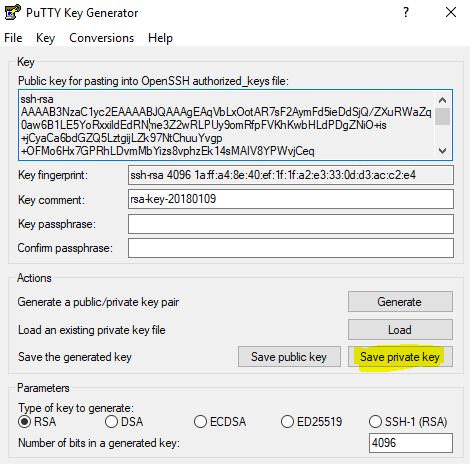 PuTTY Key Generator
File Key Conversions Help
Key
Public key for pasting into OpenSSH authorized_keys file:
ssh-rsa
AAAAB3NzaC1yc2EAAAABJQAAAgEAqVbLxOotAR7sF2AymFd5ieDdSjQ/ZXuRWaZq
0aw6B1LE5YoRxxildEdRN me3Z2wRLPUy9omRfpFVKhKwbHLdPDgZNiO+is
+jCyaCa6bdGZQ5LztgijLZk97NtChuuYvgp
+OFMo6Hx7GPRhLDvmMbYizs8vphzEk14sMAIV8YPWvjCeq
Key fingerprint: ssh-rsa 4096 1a:ff:a4:8e:40:ef:1f:1f:a2:e3:33:0d:d3:ac:c2:e4
Key comment: rsa-key-20180109
Key passphrase:
Confirm passphrase:
Actions
Generate a public/private key pair Generate
Load an existing private key file Load
Save the generated key Save public key Save private key
Parameters
Type of key to generate:
RSA DSA ECDSA ED25519 SSH-1 (RSA)
Number of bits in a generated key: 4096